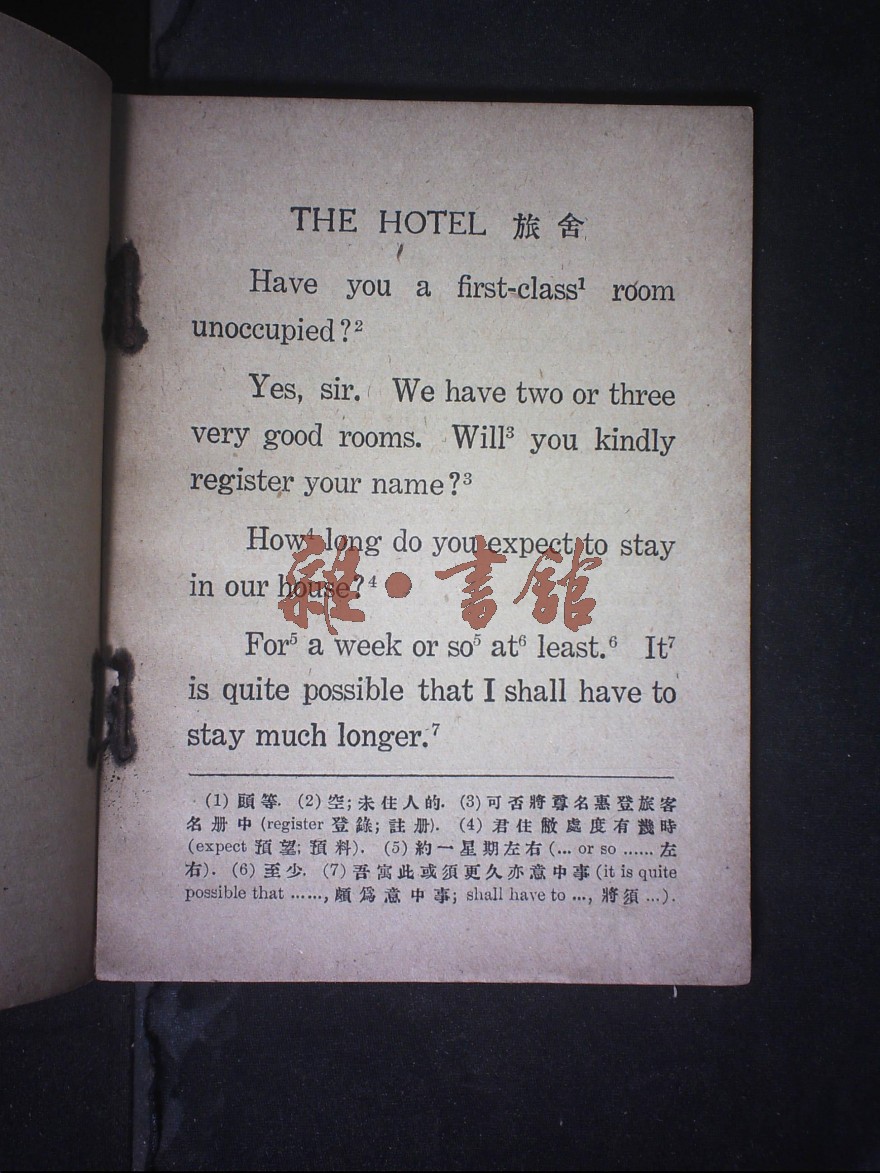 THE HOTEL 旅舍
Have you a first-class¹ room
unoccupied?²
Yes, sir. We have two or three
very good rooms. Will³ you kindly
register your name?³
How⁴ long do you expect to stay
in our house?⁴
For⁵ a week or so⁵ at⁶ least.⁶ It⁷
is quite possible that I shall have to
stay much longer.⁷
(1) 頭等. (2) 空; 未住人的. (3) 可否將尊名惠登旅客
名册中 (register 登錄; 註册). (4) 君住敝處度有幾時
(expect 預望; 預料). (5) 約一星期左右 (... or so ...... 左
右). (6) 至少. (7) 吾寓此或須更久亦意中事 (it is quite
possible that ......, 頗爲意中事; shall have to ..., 將須 ...).
雜·書館